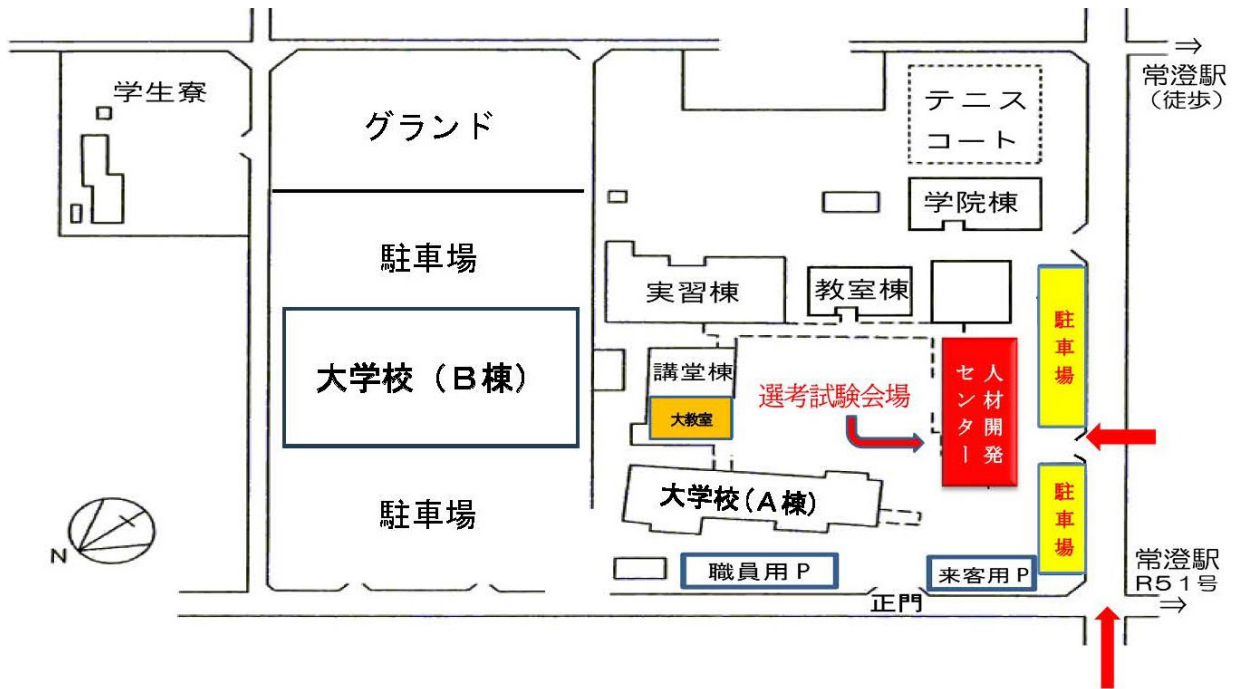 学生寮
グランド
テニス
コート
⇒
常澄駅
(徒歩)
学院棟
駐車場
実習棟
教室棟
駐車場
大学校(B棟)
講堂棟
大教室
選考試験会場
人材開発
センター
駐車場
大学校(A棟)
駐車場
N
職員用P
来客用P
正門
常澄駅
R51号
⇒